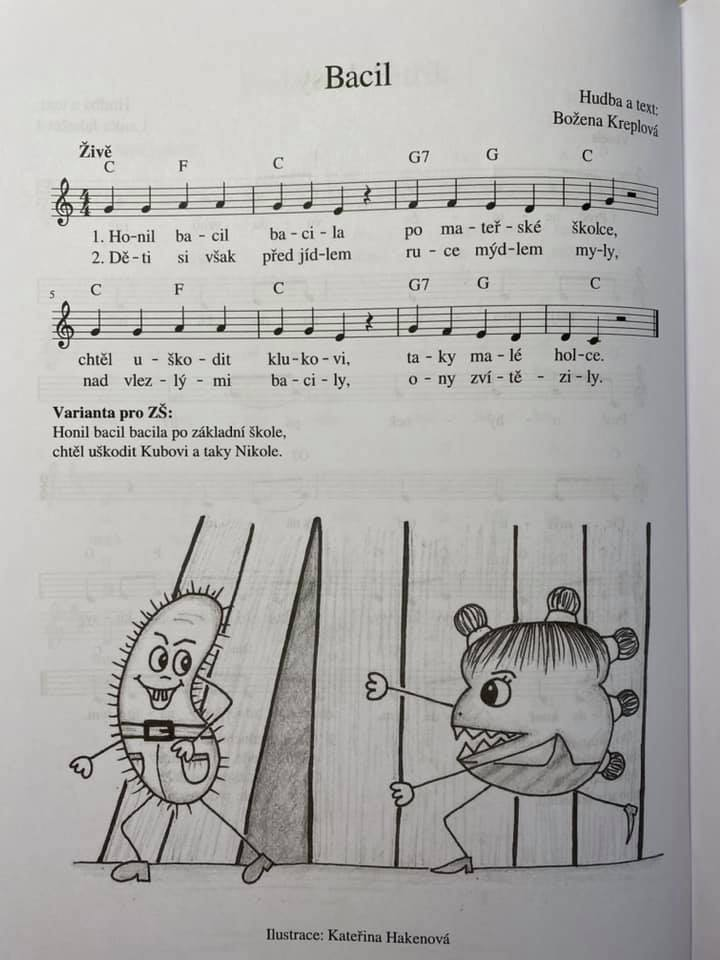 Bacil
Hudba a text:
Božena Kreplová
Živě
C F C G7 G C
1. Ho-nil ba - cil ba - ci - la po ma - teř - ské školce,
2. Dě - ti si však před jíd-lem ru - ce mýd-lem my-ly,
5
C F C G7 G C
chtěl u - ško - dit klu - ko - vi, ta - ky ma - lé hol - ce.
nad vlez - lý - mi ba - ci - ly, o - ny zví - tě - zi - ly.
Varianta pro ZŠ:
Honil bacil bacila po základní škole,
chtěl uškodit Kubovi a taky Nikole.
Ilustrace: Kateřina Hakenová